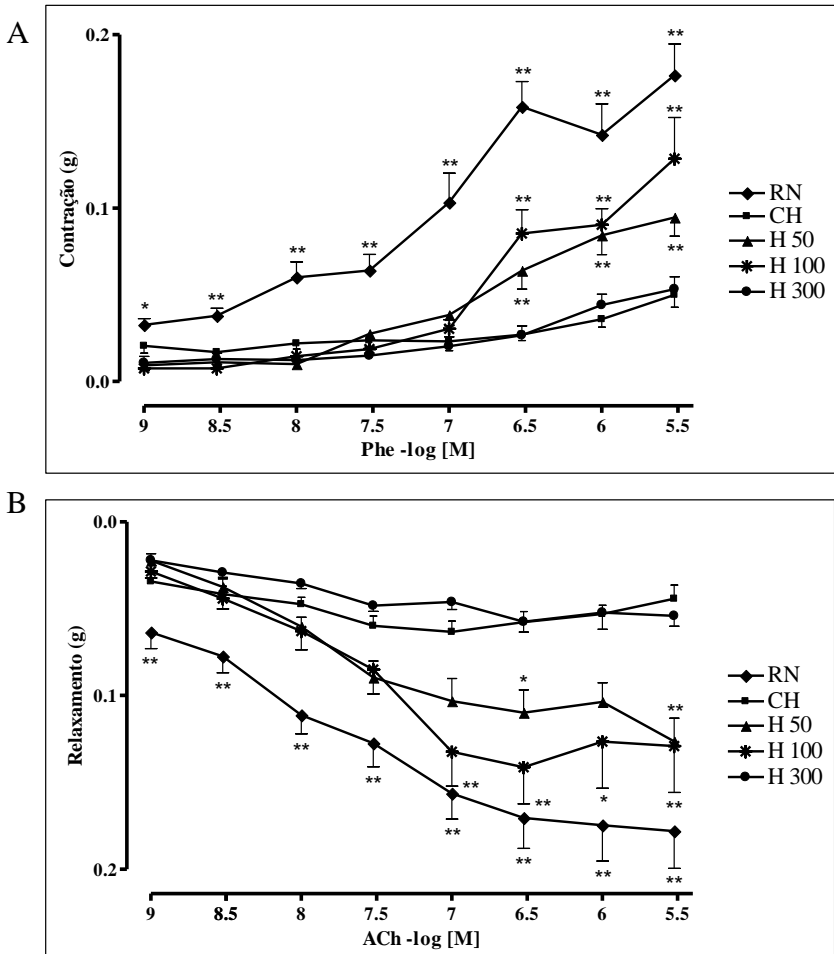 A
0.2
**
**
**
**
**
**
**
**
**
*
**
**
**
0.1
0.0
Contração (g)
9 8.5 8 7.5 7 6.5 6 5.5
Phe -log [M]
RN
CH
H 50
H 100
H 300
B
0.0
0.1
0.2
Relaxamento (g)
*
**
**
**
**
**
**
**
*
**
**
**
**
**
9 8.5 8 7.5 7 6.5 6 5.5
ACh -log [M]
RN
CH
H 50
H 100
H 300